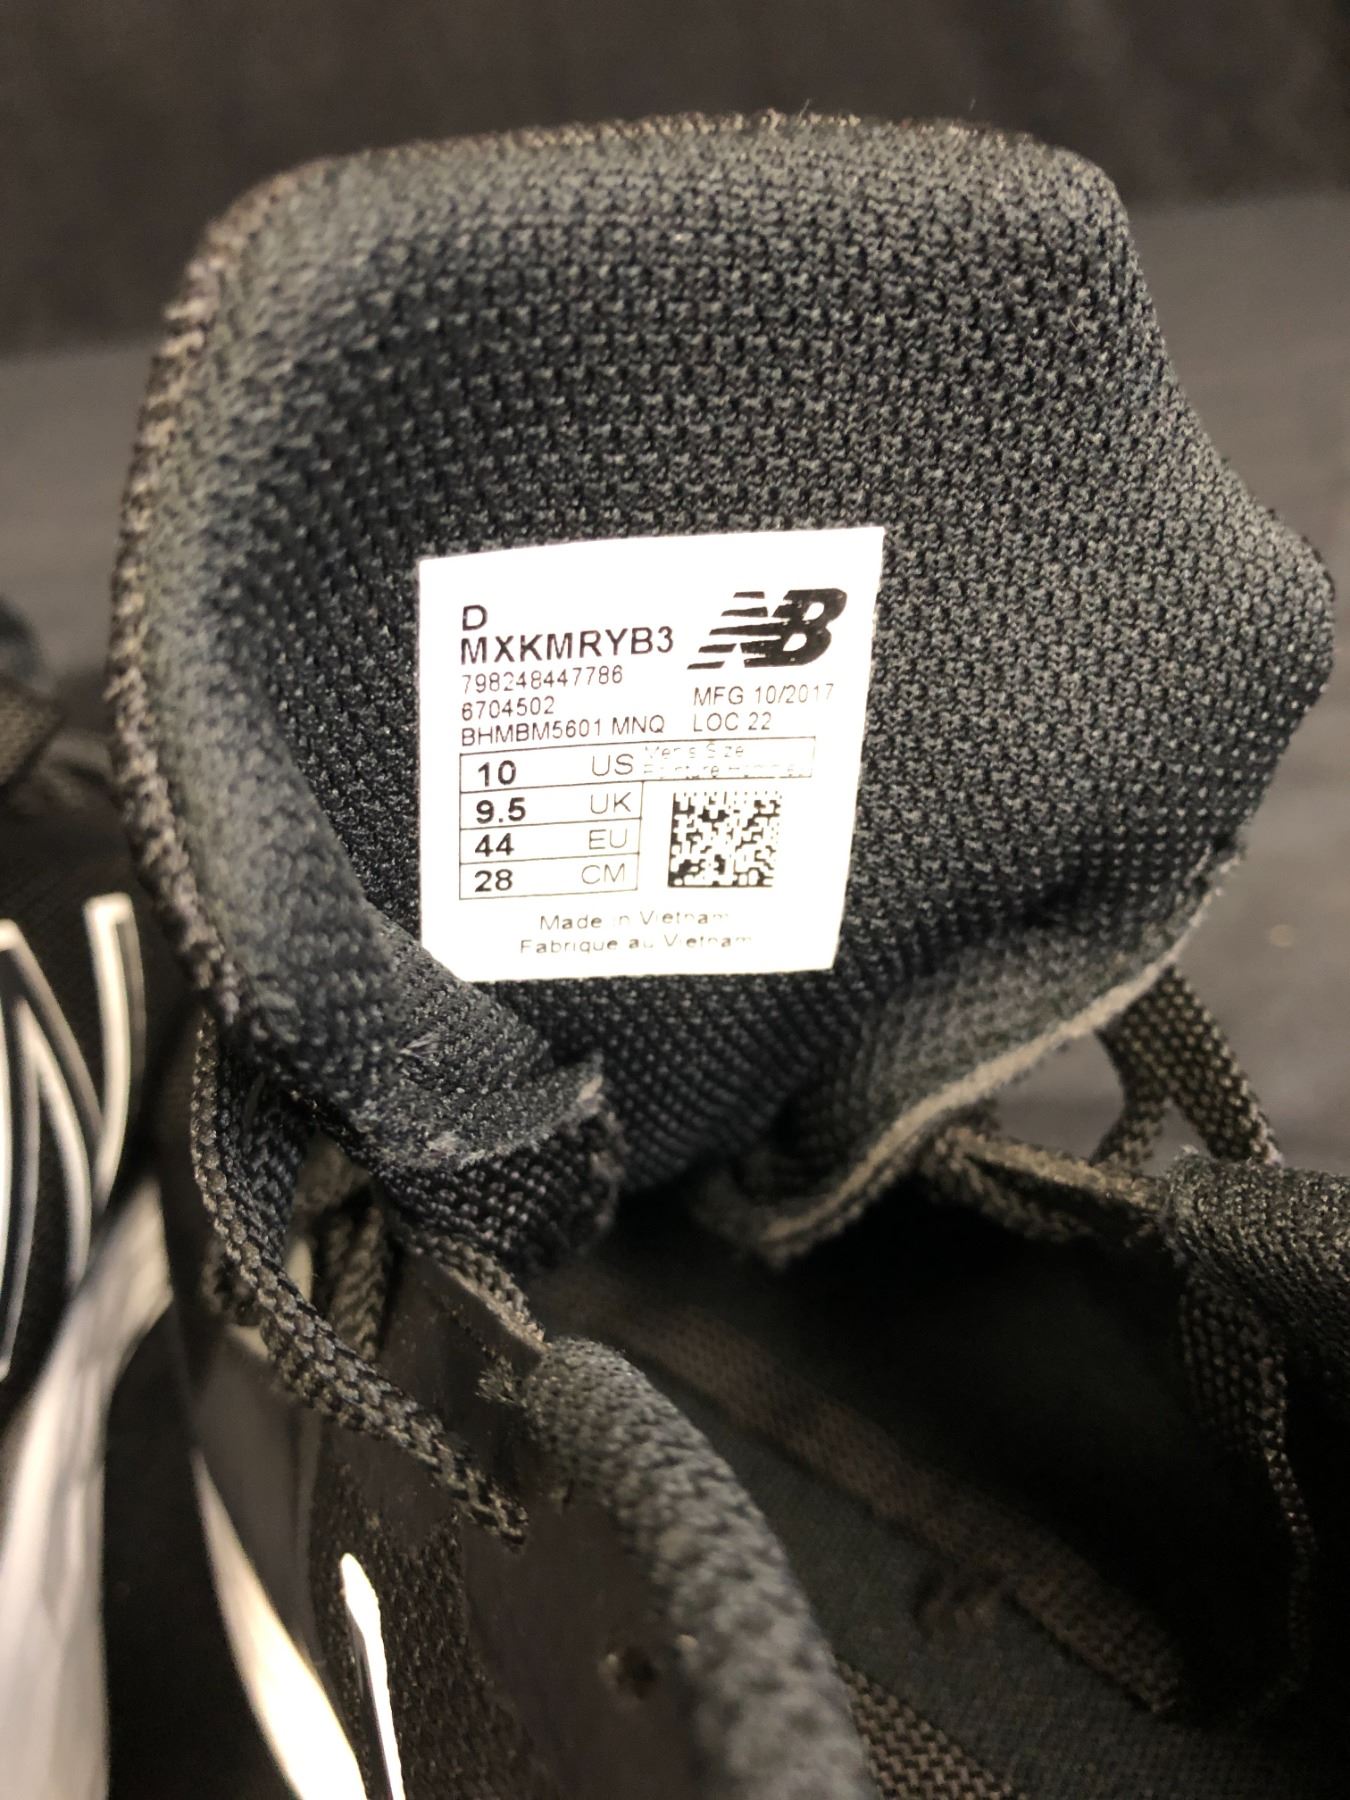 D
MXKMRYB3
NB
798248447786
6704502
MFG 10/2017
BHMBM5601 MNQ
LOC 22
10 US Men's Size
9.5 UK
44 EU
28 CM
Made in Vietnam
Fabrique au Vietnam